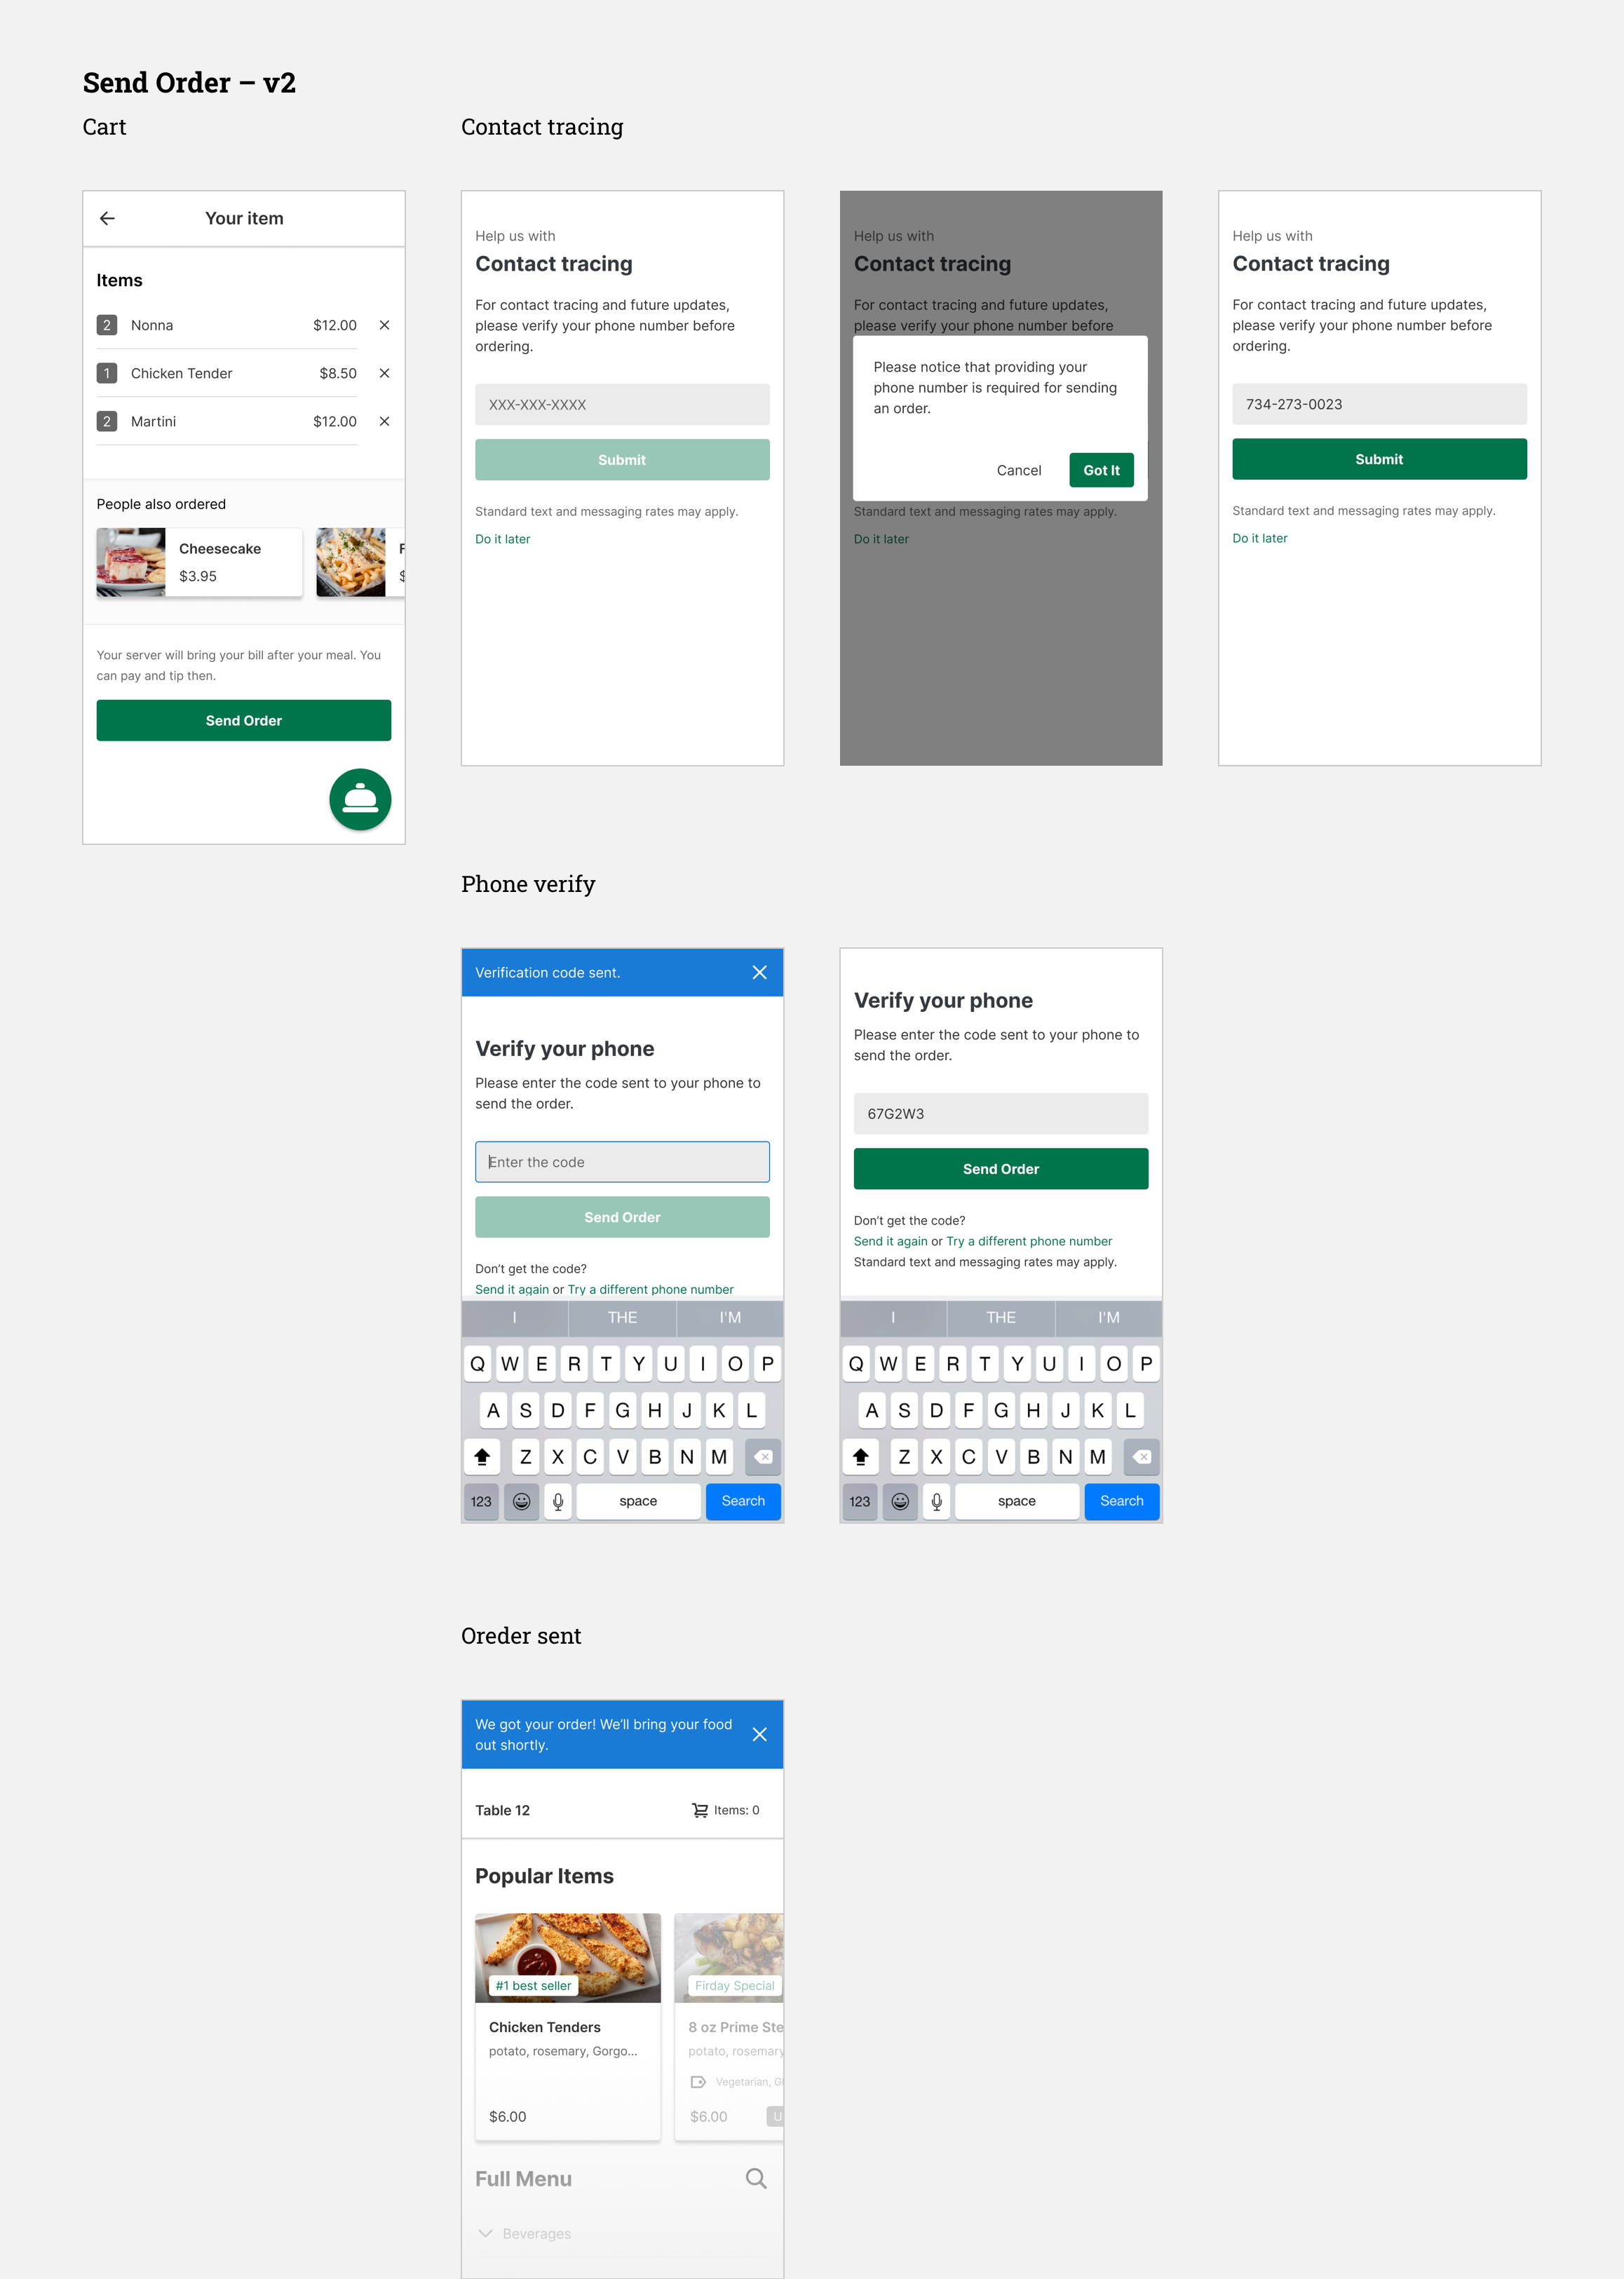 Send Order – v2
Cart
Contact tracing
Your item
Items
2 Nonna $12.00
1 Chicken Tender $8.50
2 Martini $12.00
People also ordered
Cheesecake
$3.95
F
$
Your server will bring your bill after your meal. You
can pay and tip then.
Send Order
Help us with
Contact tracing
For contact tracing and future updates,
please verify your phone number before
ordering.
XXX-XXX-XXXX
Submit
Standard text and messaging rates may apply.
Do it later
Help us with
Contact tracing
For contact tracing and future updates,
please verify your phone number before
Please notice that providing your
phone number is required for sending
an order.
Cancel
Got It
Standard text and messaging rates may apply.
Do it later
Help us with
Contact tracing
For contact tracing and future updates,
please verify your phone number before
ordering.
734-273-0023
Submit
Standard text and messaging rates may apply.
Do it later
Phone verify
Verification code sent.
Verify your phone
Please enter the code sent to your phone to
send the order.
Enter the code
Send Order
Don't get the code?
Send it again or Try a different phone number
I THE I'M
Q W E R T Y U I O P
A S D F G H J K L
Z X C V B N M
123 space Search
Verify your phone
Please enter the code sent to your phone to
send the order.
67G2W3
Send Order
Don't get the code?
Send it again or Try a different phone number
Standard text and messaging rates may apply.
I THE I'M
Q W E R T Y U I O P
A S D F G H J K L
Z X C V B N M
123 space Search
Oreder sent
We got your order! We'll bring your food
out shortly.
Table 12
Items: 0
Popular Items
#1 best seller
Chicken Tenders
potato, rosemary, Gorgo...
$6.00
Firday Special
8 oz Prime Ste
potato, rosemary
Vegetarian, Gl
$6.00
U
Full Menu
Beverages